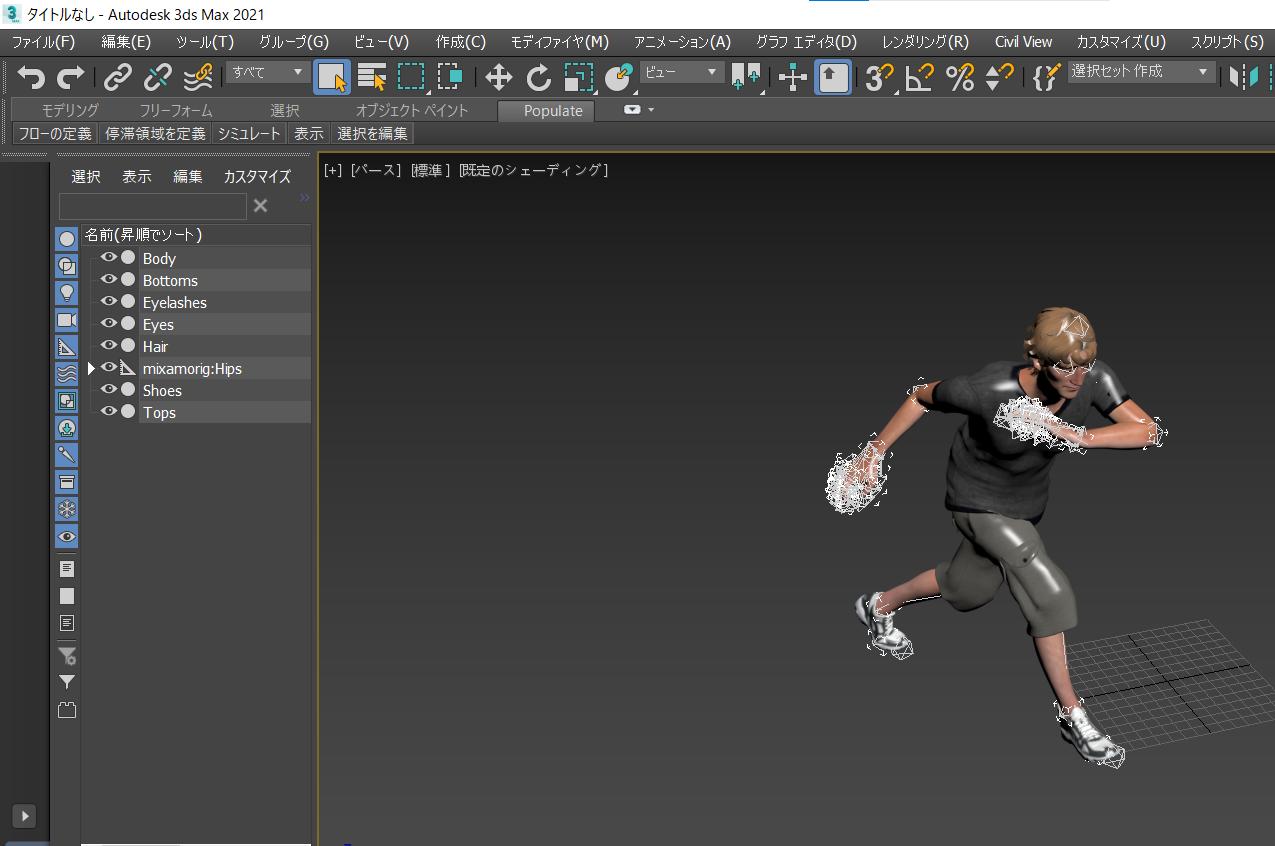 タイトルなし - Autodesk 3ds Max 2021
ファイル(F) 編集(E) ツール(T) グループ(G) ビュー(V) 作成(C) モディファイヤ(M) アニメーション(A) グラフ エディタ(D) レンダリング(R) Civil View カスタマイズ(U) スクリプト(S)
すべて ビュー 3 選択セット 作成
モデリング フリーフォーム 選択 オブジェクト ペイント Populate
フローの定義 停滞領域を定義 シミュレート 表示 選択を編集
[+] [パース] [標準 ] [既定のシェーディング]
選択 表示 編集 カスタマイズ
名前(昇順でソート)
Body
Bottoms
Eyelashes
Eyes
Hair
mixamorig:Hips
Shoes
Tops